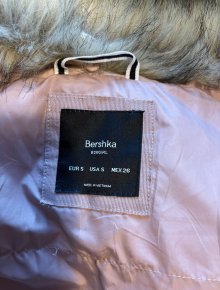 Bershka
EUR S USA S MEX 26
MADE IN VIETNAM